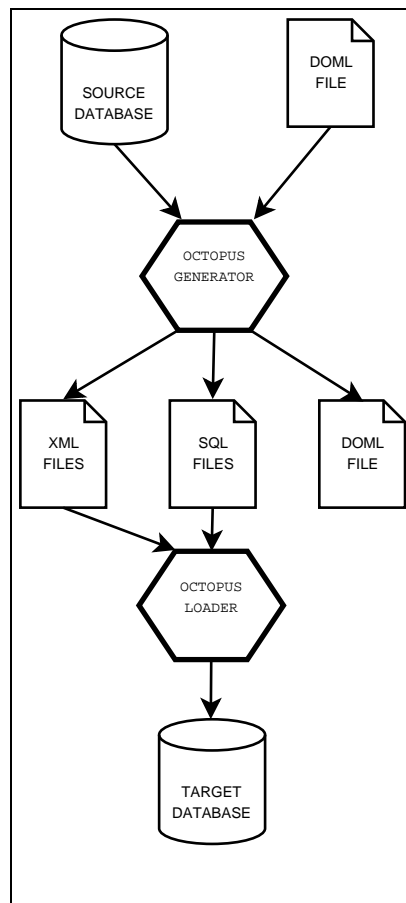 SOURCE
DATABASE
DOML
FILE
OCTOPUS
GENERATOR
XML
FILES
SQL
FILES
DOML
FILE
OCTOPUS
LOADER
TARGET
DATABASE